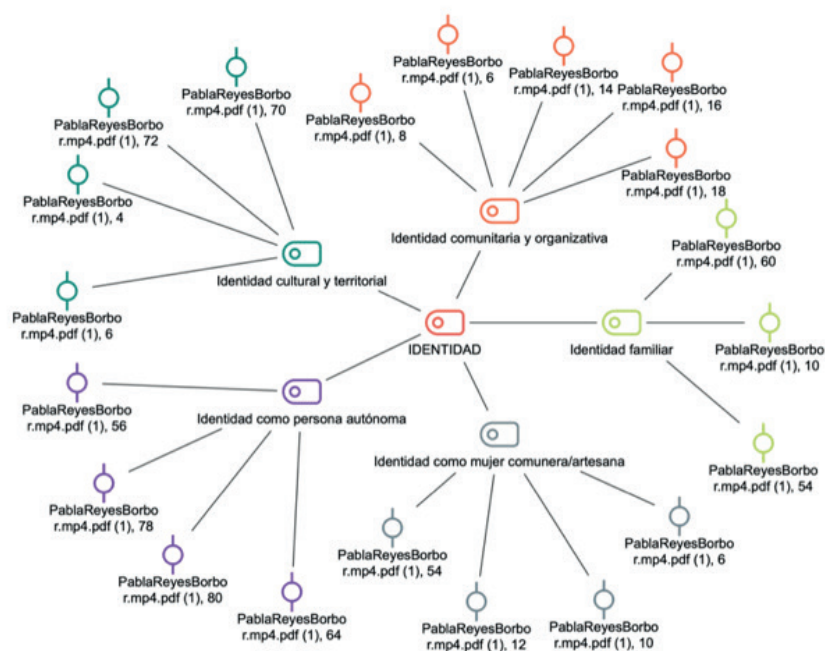 PablaReyesBorbo
r.mp4.pdf (1), 6
PablaReyesBorbo
r.mp4.pdf (1), 14
PablaReyesBorbo
r.mp4.pdf (1), 16
PablaReyesBorbo
r.mp4.pdf (1), 70
PablaReyesBorbo
r.mp4.pdf (1), 72
PablaReyesBorbo
r.mp4.pdf (1), 8
PablaReyesBorbo
r.mp4.pdf (1), 18
PablaReyesBorbo
r.mp4.pdf (1), 4
Identidad comunitaria y organizativa
PablaReyesBorbo
r.mp4.pdf (1), 60
Identidad cultural y territorial
PablaReyesBorbo
r.mp4.pdf (1), 6
IDENTIDAD
Identidad familiar
PablaReyesBorbo
r.mp4.pdf (1), 10
PablaReyesBorbo
r.mp4.pdf (1), 56
Identidad como persona autónoma
Identidad como mujer comunera/artesana
PablaReyesBorbo
r.mp4.pdf (1), 54
PablaReyesBorbo
r.mp4.pdf (1), 78
PablaReyesBorbo
r.mp4.pdf (1), 54
PablaReyesBorbo
r.mp4.pdf (1), 6
PablaReyesBorbo
r.mp4.pdf (1), 80
PablaReyesBorbo
r.mp4.pdf (1), 64
PablaReyesBorbo
r.mp4.pdf (1), 12
PablaReyesBorbo
r.mp4.pdf (1), 10